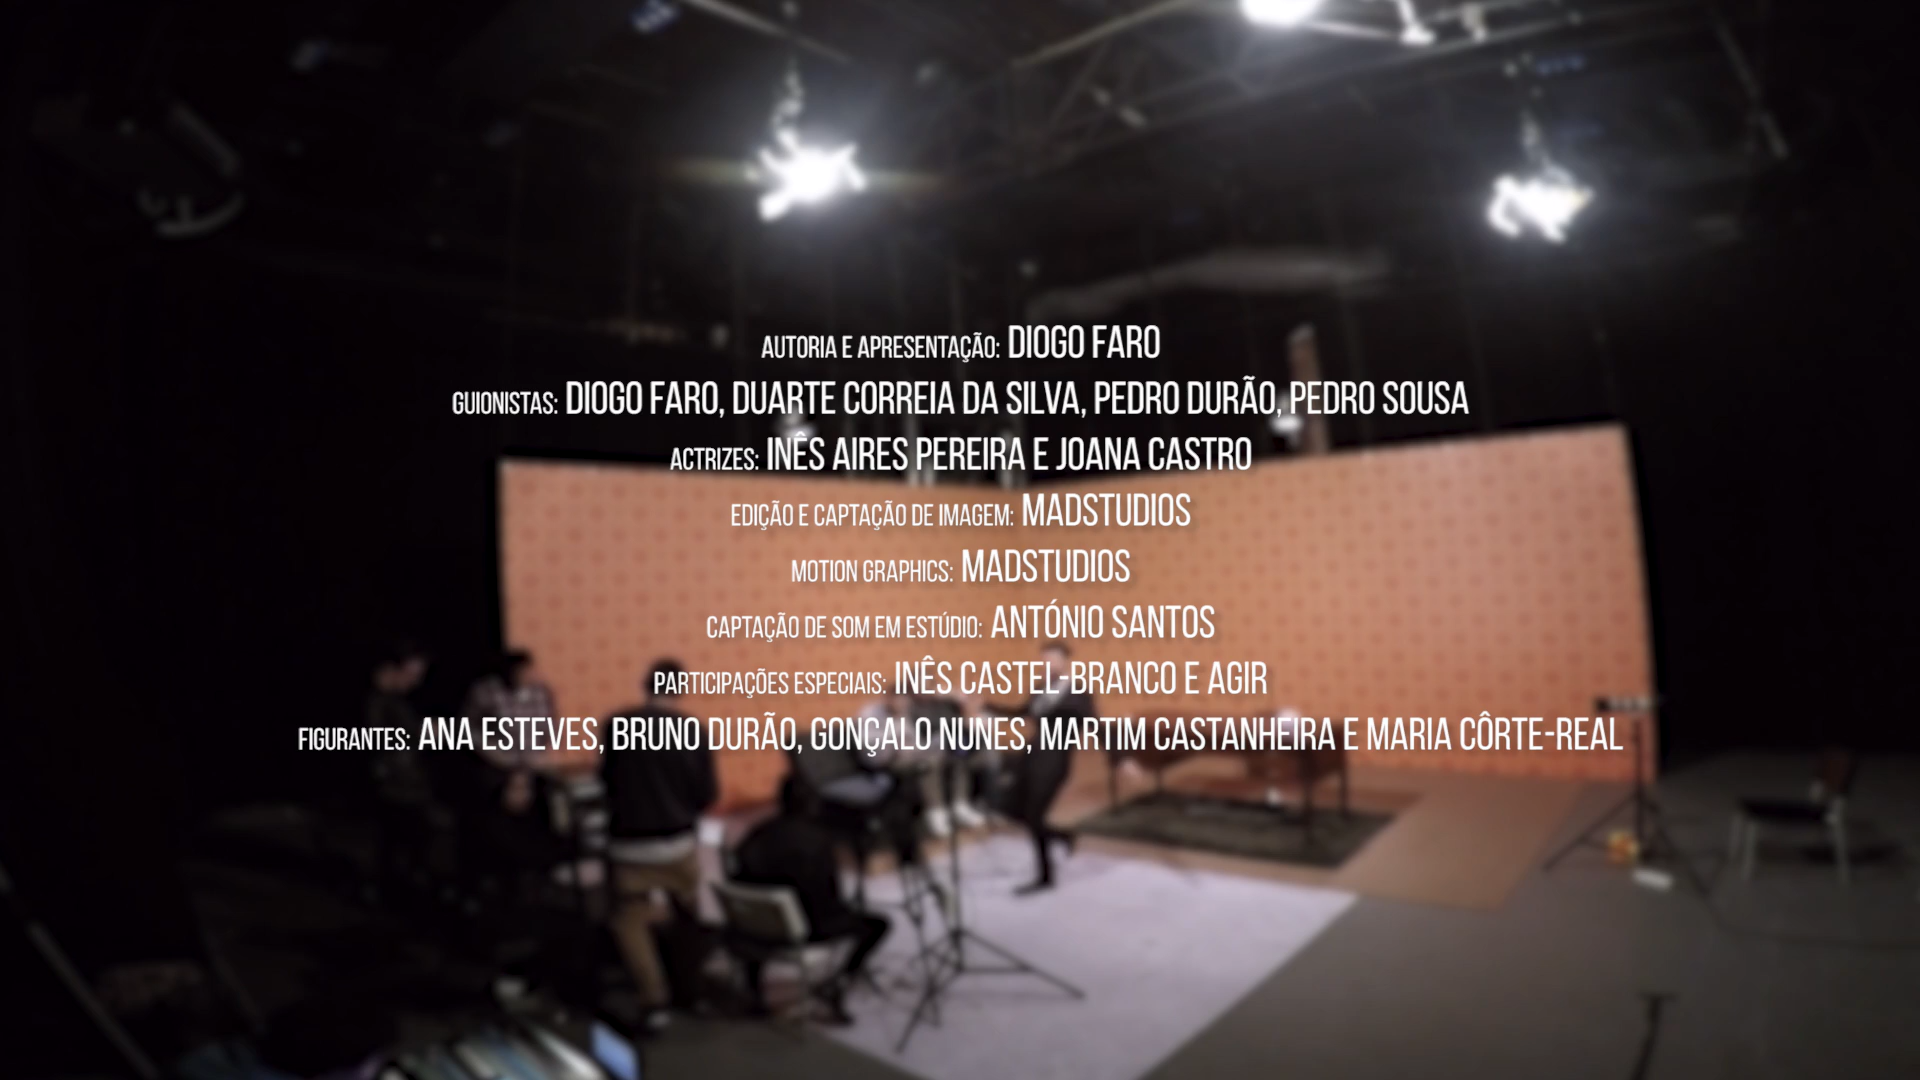 AUTORIA E APRESENTAÇÃO: DIOGO FARO
GUIONISTAS: DIOGO FARO, DUARTE CORREIA DA SILVA, PEDRO DURÃO, PEDRO SOUSA
ACTRIZES: INÊS AIRES PEREIRA E JOANA CASTRO
EDIÇÃO E CAPTAÇÃO DE IMAGEM: MADSTUDIOS
MOTION GRAPHICS: MADSTUDIOS
CAPTAÇÃO DE SOM EM ESTÚDIO: ANTÓNIO SANTOS
PARTICIPAÇÕES ESPECIAIS: INÊS CASTEL-BRANCO E AGIR
FIGURANTES: ANA ESTEVES, BRUNO DURÃO, GONÇALO NUNES, MARTIM CASTANHEIRA E MARIA CÔRTE-REAL